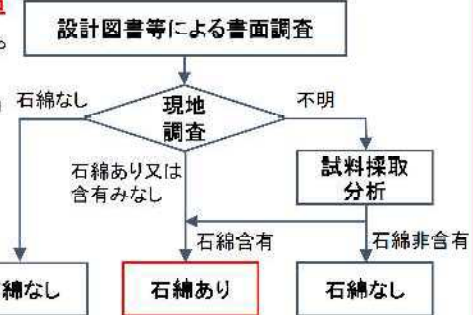 設計図書等による書面調査
。
石綿なし
現地
調査
不明
石綿あり又は
含有みなし
試料採取
分析
石綿含有
石綿非含有
綿なし
石綿あり
石綿なし